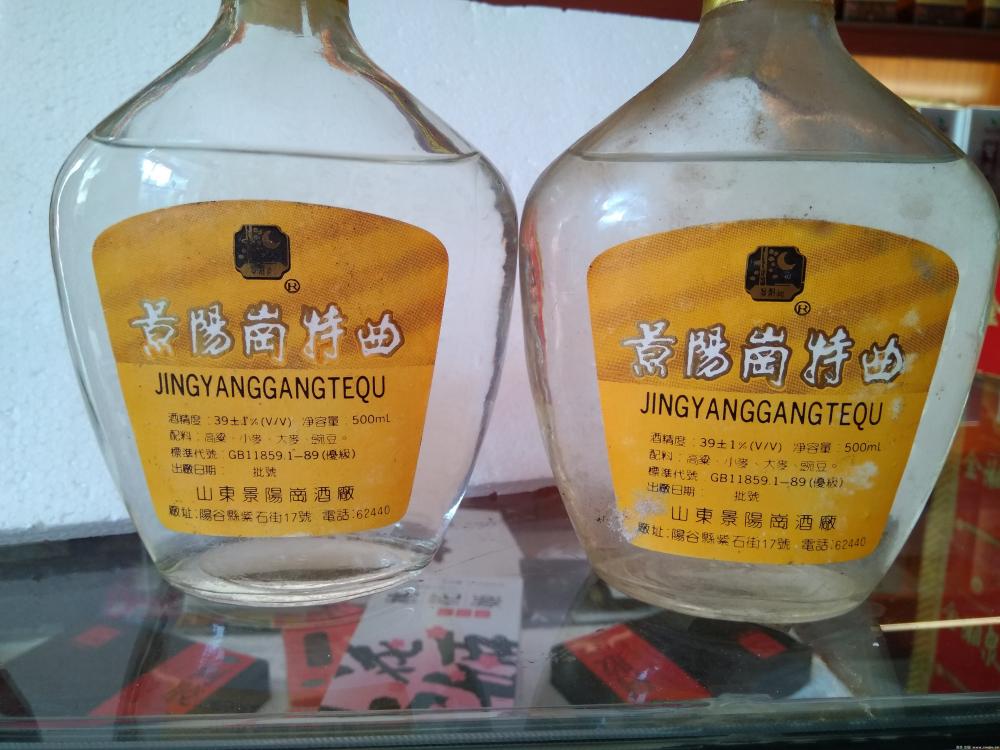 ®
景陽崗特曲
JINGYANGGANGTEQU
酒精度:39±1%(V/V) 净容量:500mL
配料:高粱、小麥、大麥、豌豆。
標準代號:GB11859.1-89(優級)
出廠日期: 批號
山東景陽崗酒廠
廠址:陽谷縣紫石街17號 電話:62440
®
景陽崗特曲
JINGYANGGANGTEQU
酒精度:39±1%(V/V) 净容量:500mL
配料:高粱、小麥、大麥、豌豆。
標準代號:GB11859.1-89(優級)
出廠日期: 批號
山東景陽崗酒廠
廠址:陽谷縣紫石街17號 電話:62440